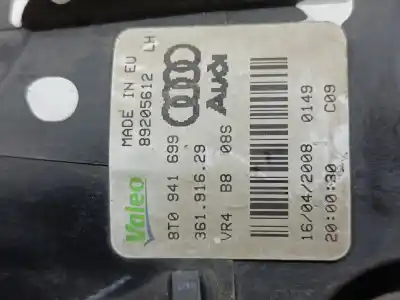 MADE IN EU
89205612 LH
Audi
Valeo
8T0 941 699
361.916.29
VR4 B8 08S
16/04/2008 0149
20:00:30 C09